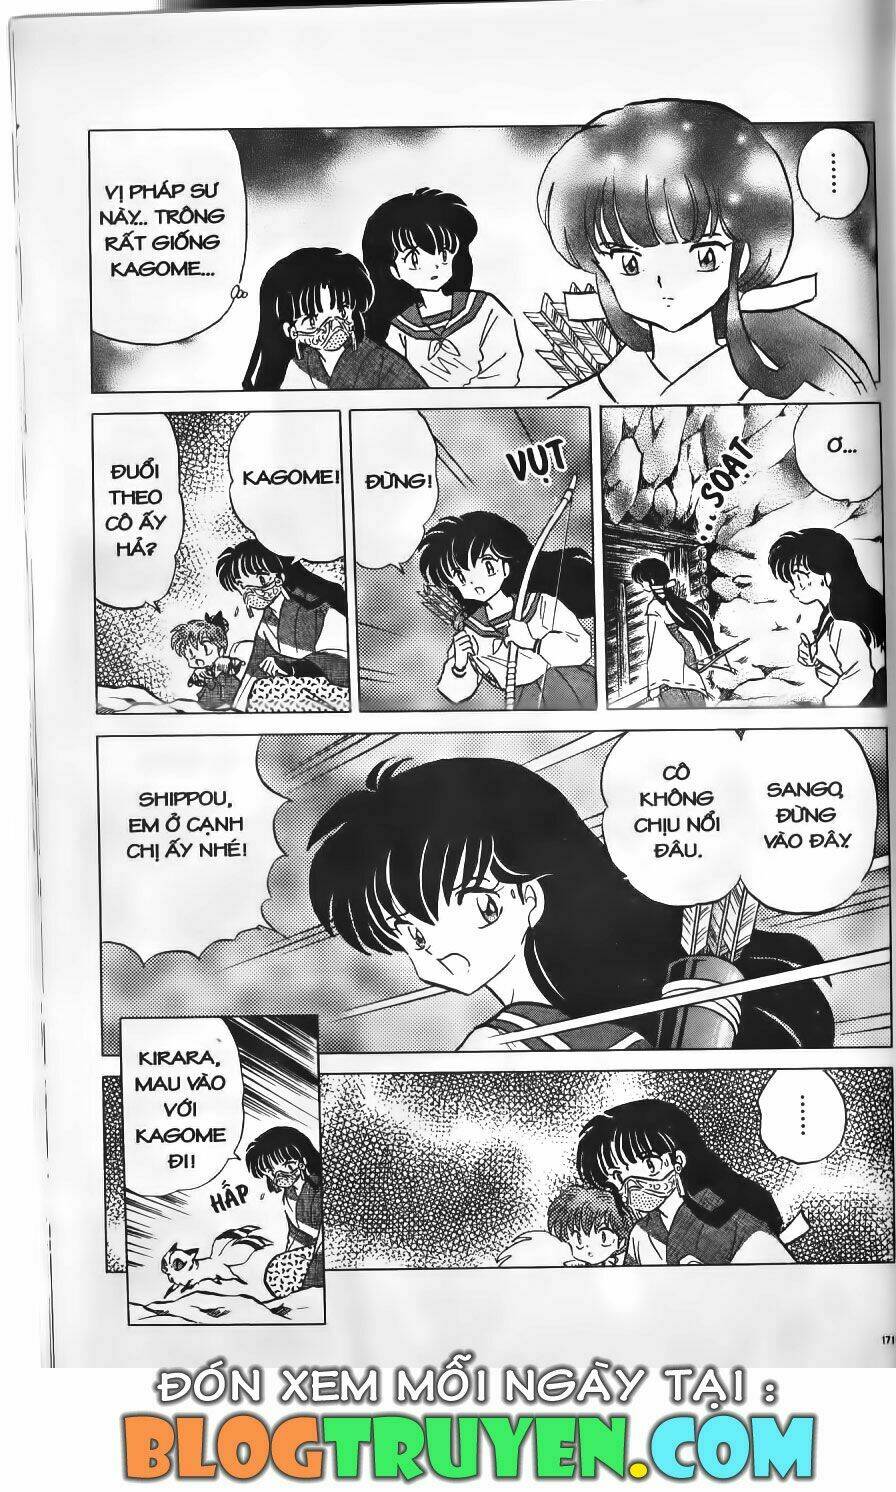 ......
VỊ PHÁP SƯ
NÀY... TRÔNG
RẤT GIỐNG
KAGOME...
Ơ...
... SOẠT
VỤT
ĐỪNG!
KAGOME!
ĐUỔI
THEO
CÔ ẤY
HẢ?
SANGO,
ĐỪNG
VÀO ĐÂY.
CÔ
KHÔNG
CHỊU NỔI
ĐÂU.
SHIPPOU,
EM Ở CẠNH
CHỊ ẤY NHÉ!
......
KIRARA,
MAU VÀO
VỚI
KAGOME
ĐI!
HẤP
171
ĐÓN XEM MỖI NGÀY TẠI :
BLOGTRUYEN.COM